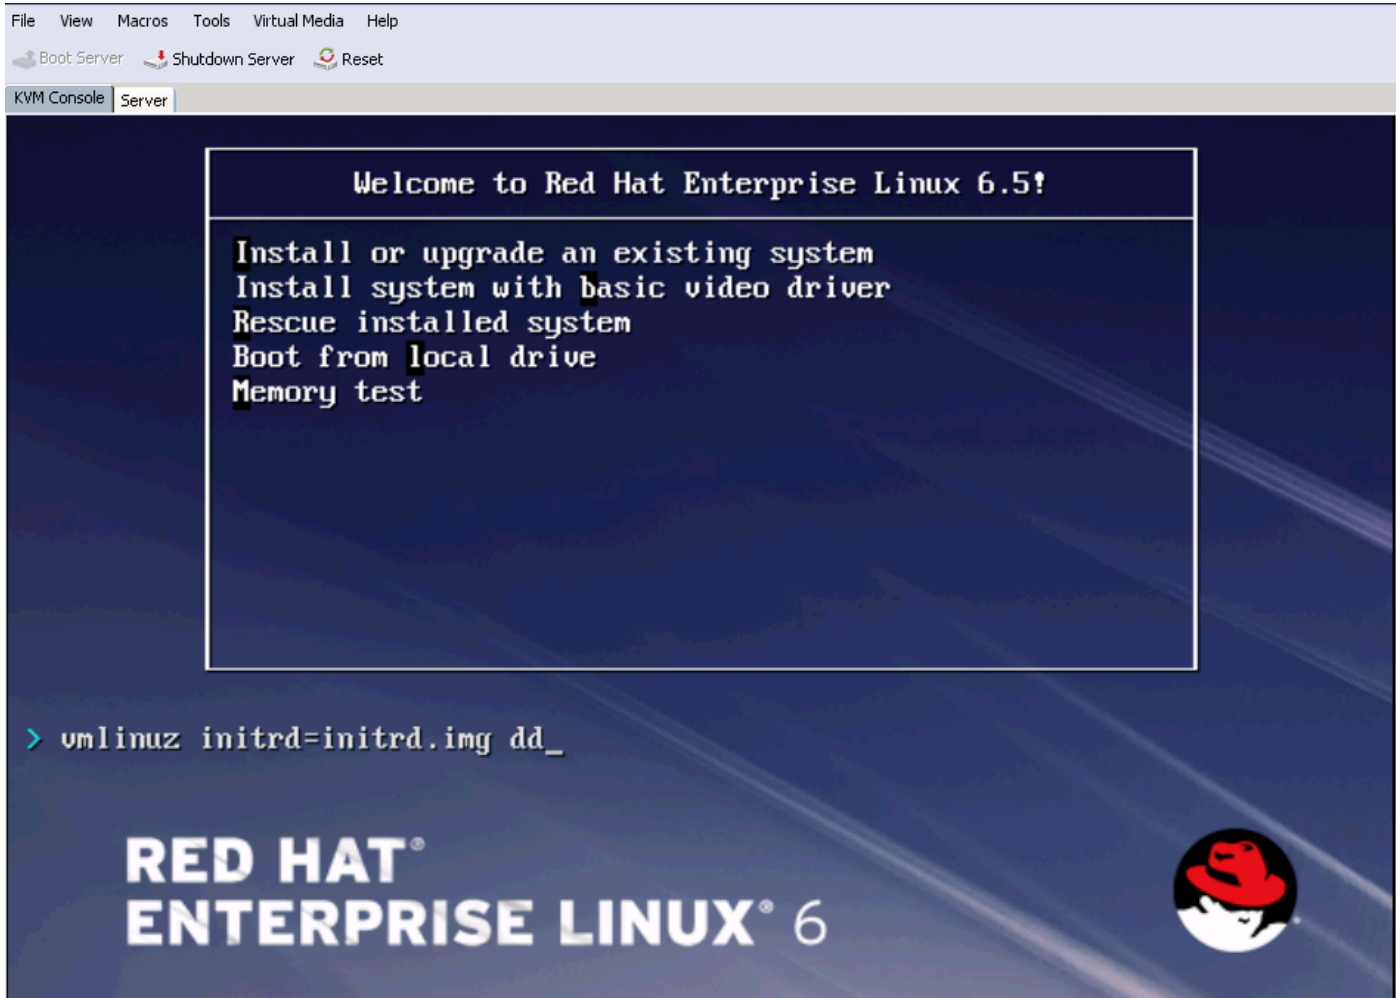 File View Macros Tools Virtual Media Help
Boot Server Shutdown Server Reset
KVM Console Server
Welcome to Red Hat Enterprise Linux 6.5!
Install or upgrade an existing system
Install system with basic video driver
Rescue installed system
Boot from local drive
Memory test
> vmlinuz initrd=initrd.img dd_
RED HAT®
ENTERPRISE LINUX® 6